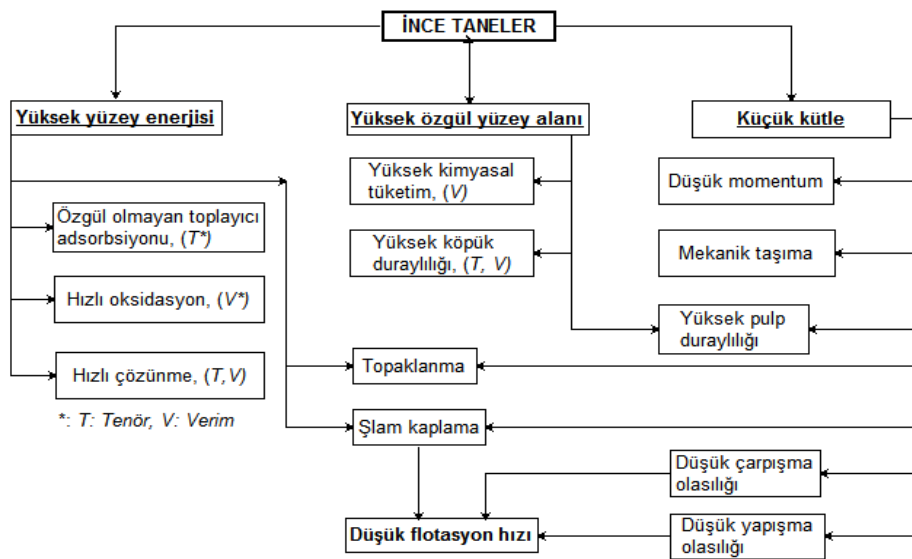 İNCE TANELER
Yüksek yüzey enerjisi
Yüksek özgül yüzey alanı
Küçük kütle
Özgül olmayan toplayıcı
adsorbsiyonu, (T*)
Hızlı oksidasyon, (V*)
Hızlı çözünme, (T,V)
*: T: Tenör, V: Verim
Yüksek kimyasal
tüketim, (V)
Yüksek köpük
duraylılığı, (T, V)
Topaklanma
Şlam kaplama
Düşük flotasyon hızı
Düşük momentum
Mekanik taşıma
Yüksek pulp
duraylılığı
Düşük çarpışma
olasılığı
Düşük yapışma
olasılığı